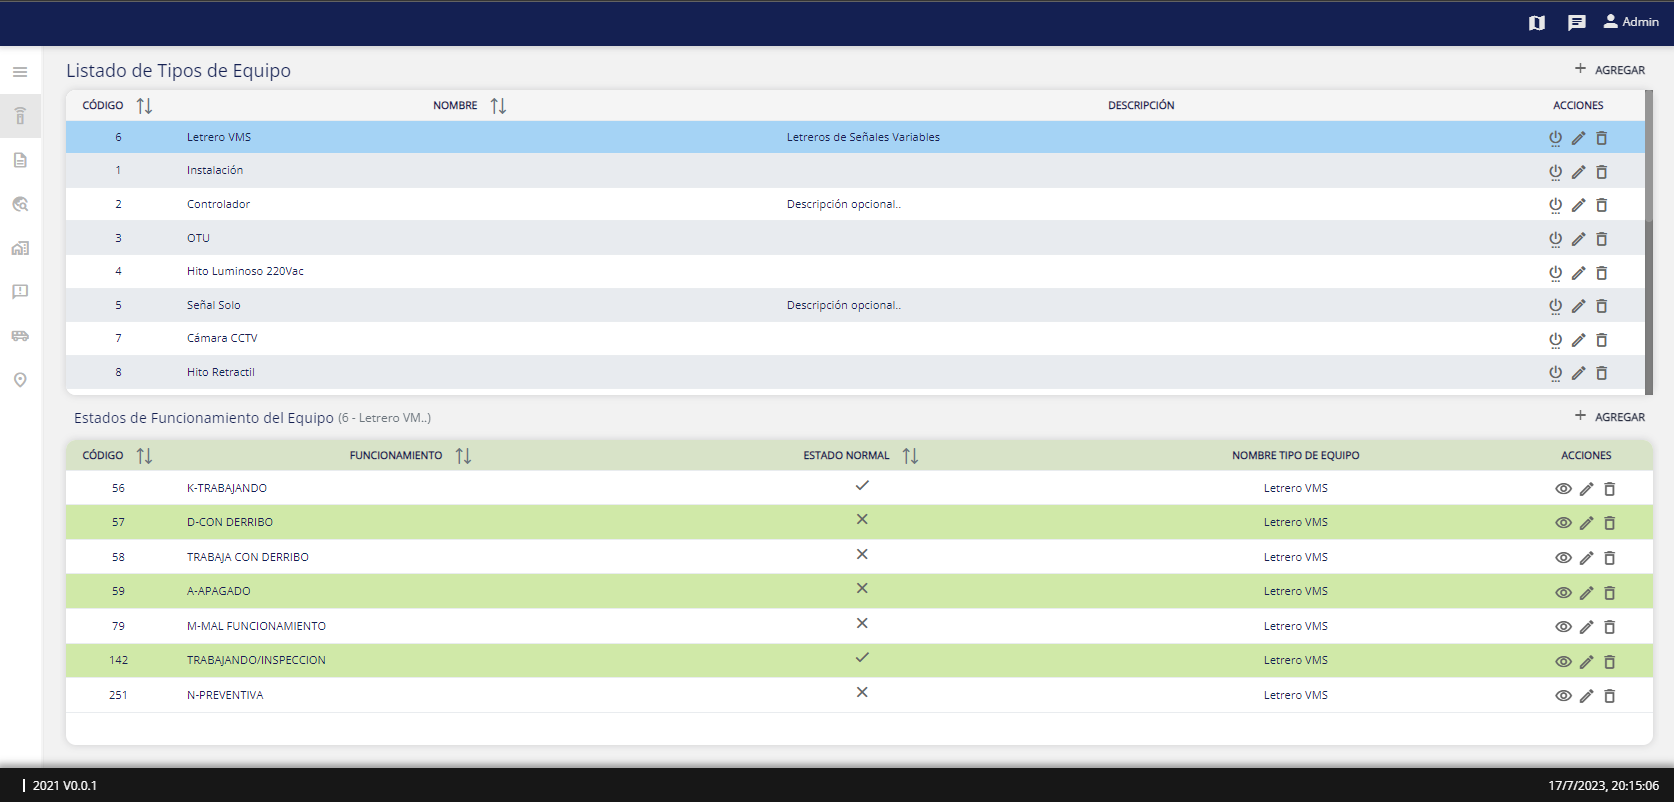 Admin
Listado de Tipos de Equipo
AGREGAR
CÓDIGO NOMBRE DESCRIPCIÓN ACCIONES
6 Letrero VMS Letreros de Señales Variables
1 Instalación
2 Controlador Descripción opcional..
3 OTU
4 Hito Luminoso 220Vac
5 Señal Solo Descripción opcional..
7 Cámara CCTV
8 Hito Retractil
Estados de Funcionamiento del Equipo (6 - Letrero VM..)
AGREGAR
CÓDIGO FUNCIONAMIENTO ESTADO NORMAL NOMBRE TIPO DE EQUIPO ACCIONES
56 K-TRABAJANDO Letrero VMS
57 D-CON DERRIBO Letrero VMS
58 TRABAJA CON DERRIBO Letrero VMS
59 A-APAGADO Letrero VMS
79 M-MAL FUNCIONAMIENTO Letrero VMS
142 TRABAJANDO/INSPECCION Letrero VMS
251 N-PREVENTIVA Letrero VMS
2021 V0.0.1
17/7/2023, 20:15:06